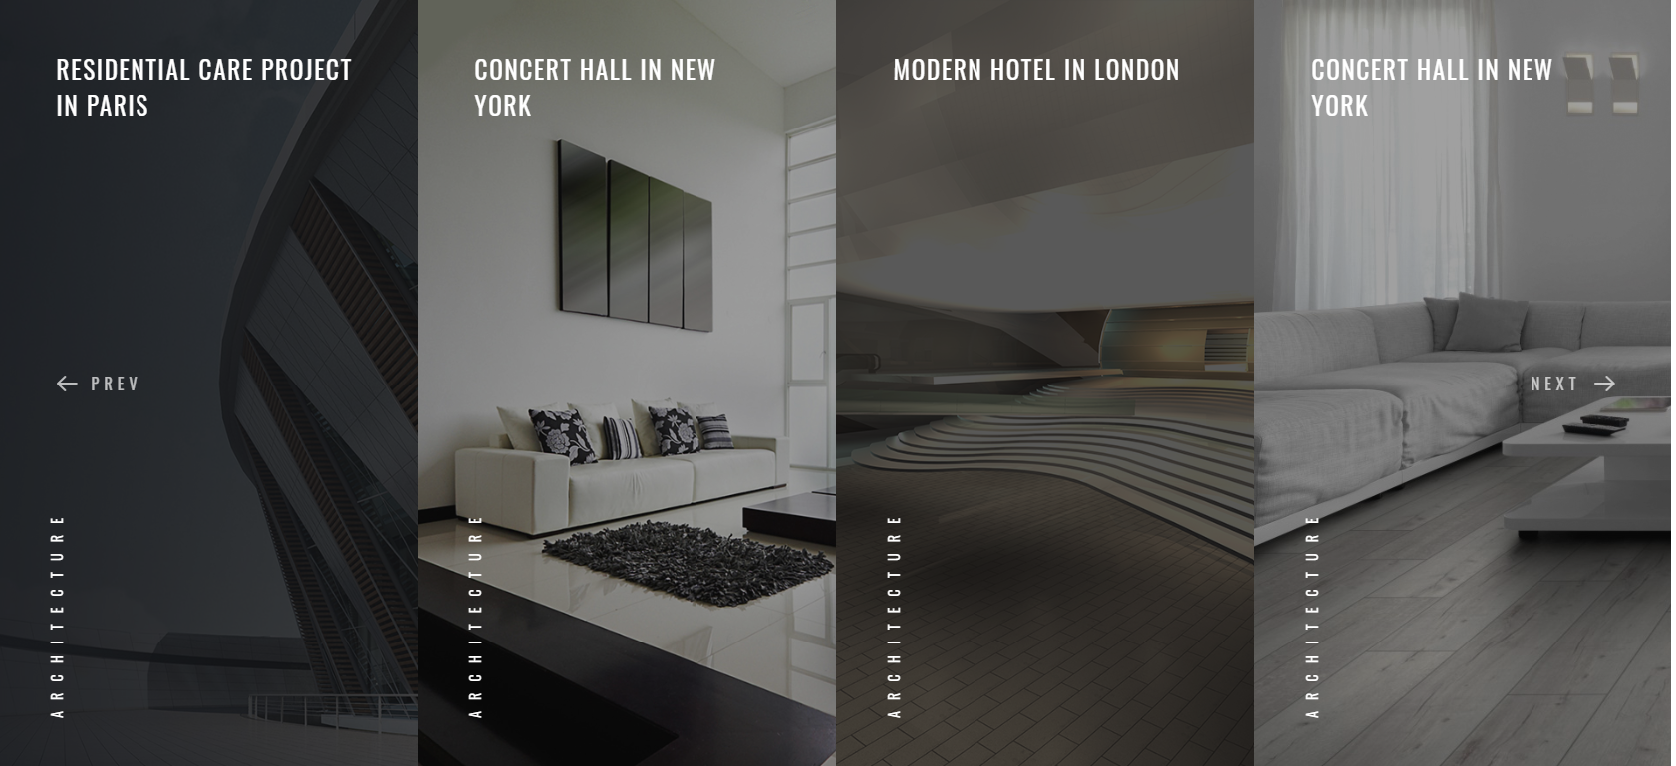 RESIDENTIAL CARE PROJECT
IN PARIS
← PREV
ARCHITECTURE
CONCERT HALL IN NEW
YORK
ARCHITECTURE
MODERN HOTEL IN LONDON
ARCHITECTURE
CONCERT HALL IN NEW
YORK
NEXT →
ARCHITECTURE